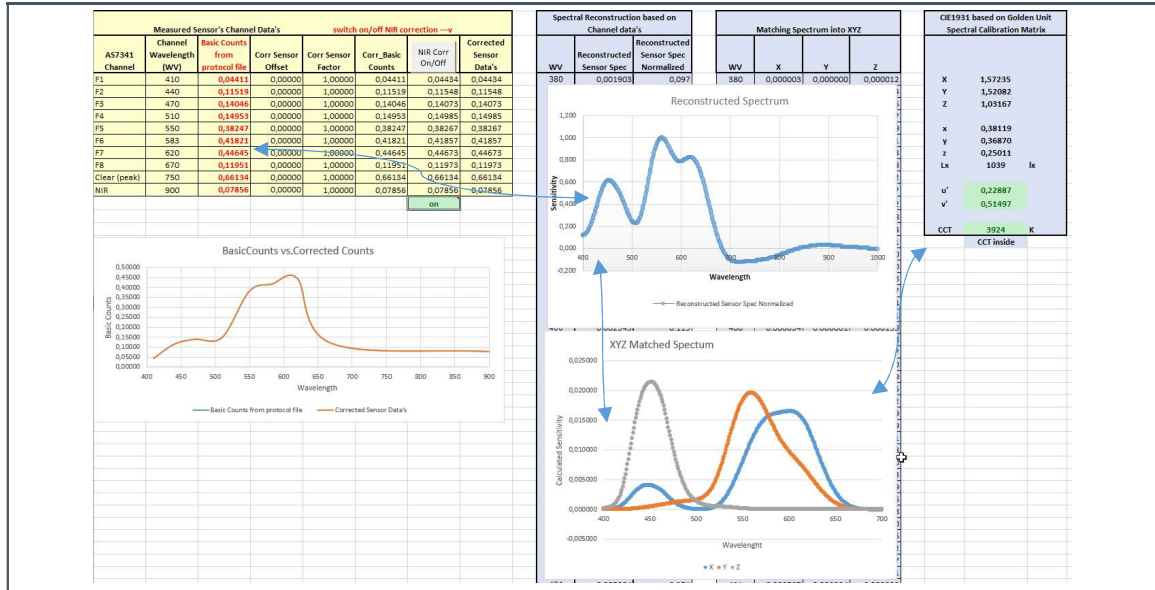 Measured Sensor's Channel Data's switch on/off NIR correction ---v
AS7341 Channel Channel Wavelength (WV) Basic Counts from protocol file Corr Sensor Offset Corr Sensor Factor Corr_Basic Counts NIR Corr On/Off Corrected Sensor Data's
F1 410 0,04411 0,00000 1,00000 0,04411 0,04434 0,04434
F2 440 0,11519 0,00000 1,00000 0,11519 0,11548 0,11548
F3 470 0,14046 0,00000 1,00000 0,14046 0,14073 0,14073
F4 510 0,14953 0,00000 1,00000 0,14953 0,14985 0,14985
F5 550 0,38247 0,00000 1,00000 0,38247 0,38267 0,38267
F6 583 0,41821 0,00000 1,00000 0,41821 0,41857 0,41857
F7 620 0,44645 0,00000 1,00000 0,44645 0,44673 0,44673
F8 670 0,11951 0,00000 1,00000 0,11951 0,11973 0,11973
Clear (peak) 750 0,66134 0,00000 1,00000 0,66134 0,66134 0,66134
NIR 900 0,07856 0,00000 1,00000 0,07856 0,07856 0,07856
on
BasicCounts vs.Corrected Counts
0,50000
0,45000
0,40000
0,35000
0,30000
0,25000
0,20000
0,15000
0,10000
0,05000
0,00000
Basic Counts
400 450 500 550 600 650 700 750 800 850 900
Wavelength
Basic Counts from protocol file Corrected Sensor Data's
Spectral Reconstruction based on
Channel data's
WV Reconstructed Sensor Spec Reconstructed Sensor Spec Normalized
380 0,001903 0,097
Matching Spectrum into XYZ
WV X Y Z
380 0,000003 0,000000 0,000012
Reconstructed Spectrum
1,200
1,000
0,800
0,600
0,400
0,200
0,000
-0,200
Sensitivity
400 500 600 700 800 900 1000
Wavelength
Reconstructed Sensor Spec Normalized
XYZ Matched Spectum
0,025000
0,020000
0,015000
0,010000
0,005000
0,000000
-0,005000
Calculated Sensitivity
400 450 500 550 600 650 700
Wavelenght
X Y Z
CIE1931 based on Golden Unit
Spectral Calibration Matrix
X 1,57235
Y 1,52082
Z 1,03167
x 0,38119
y 0,36870
z 0,25011
Lx 1039 lx
u' 0,22887
v' 0,51497
CCT 3924 K
CCT inside